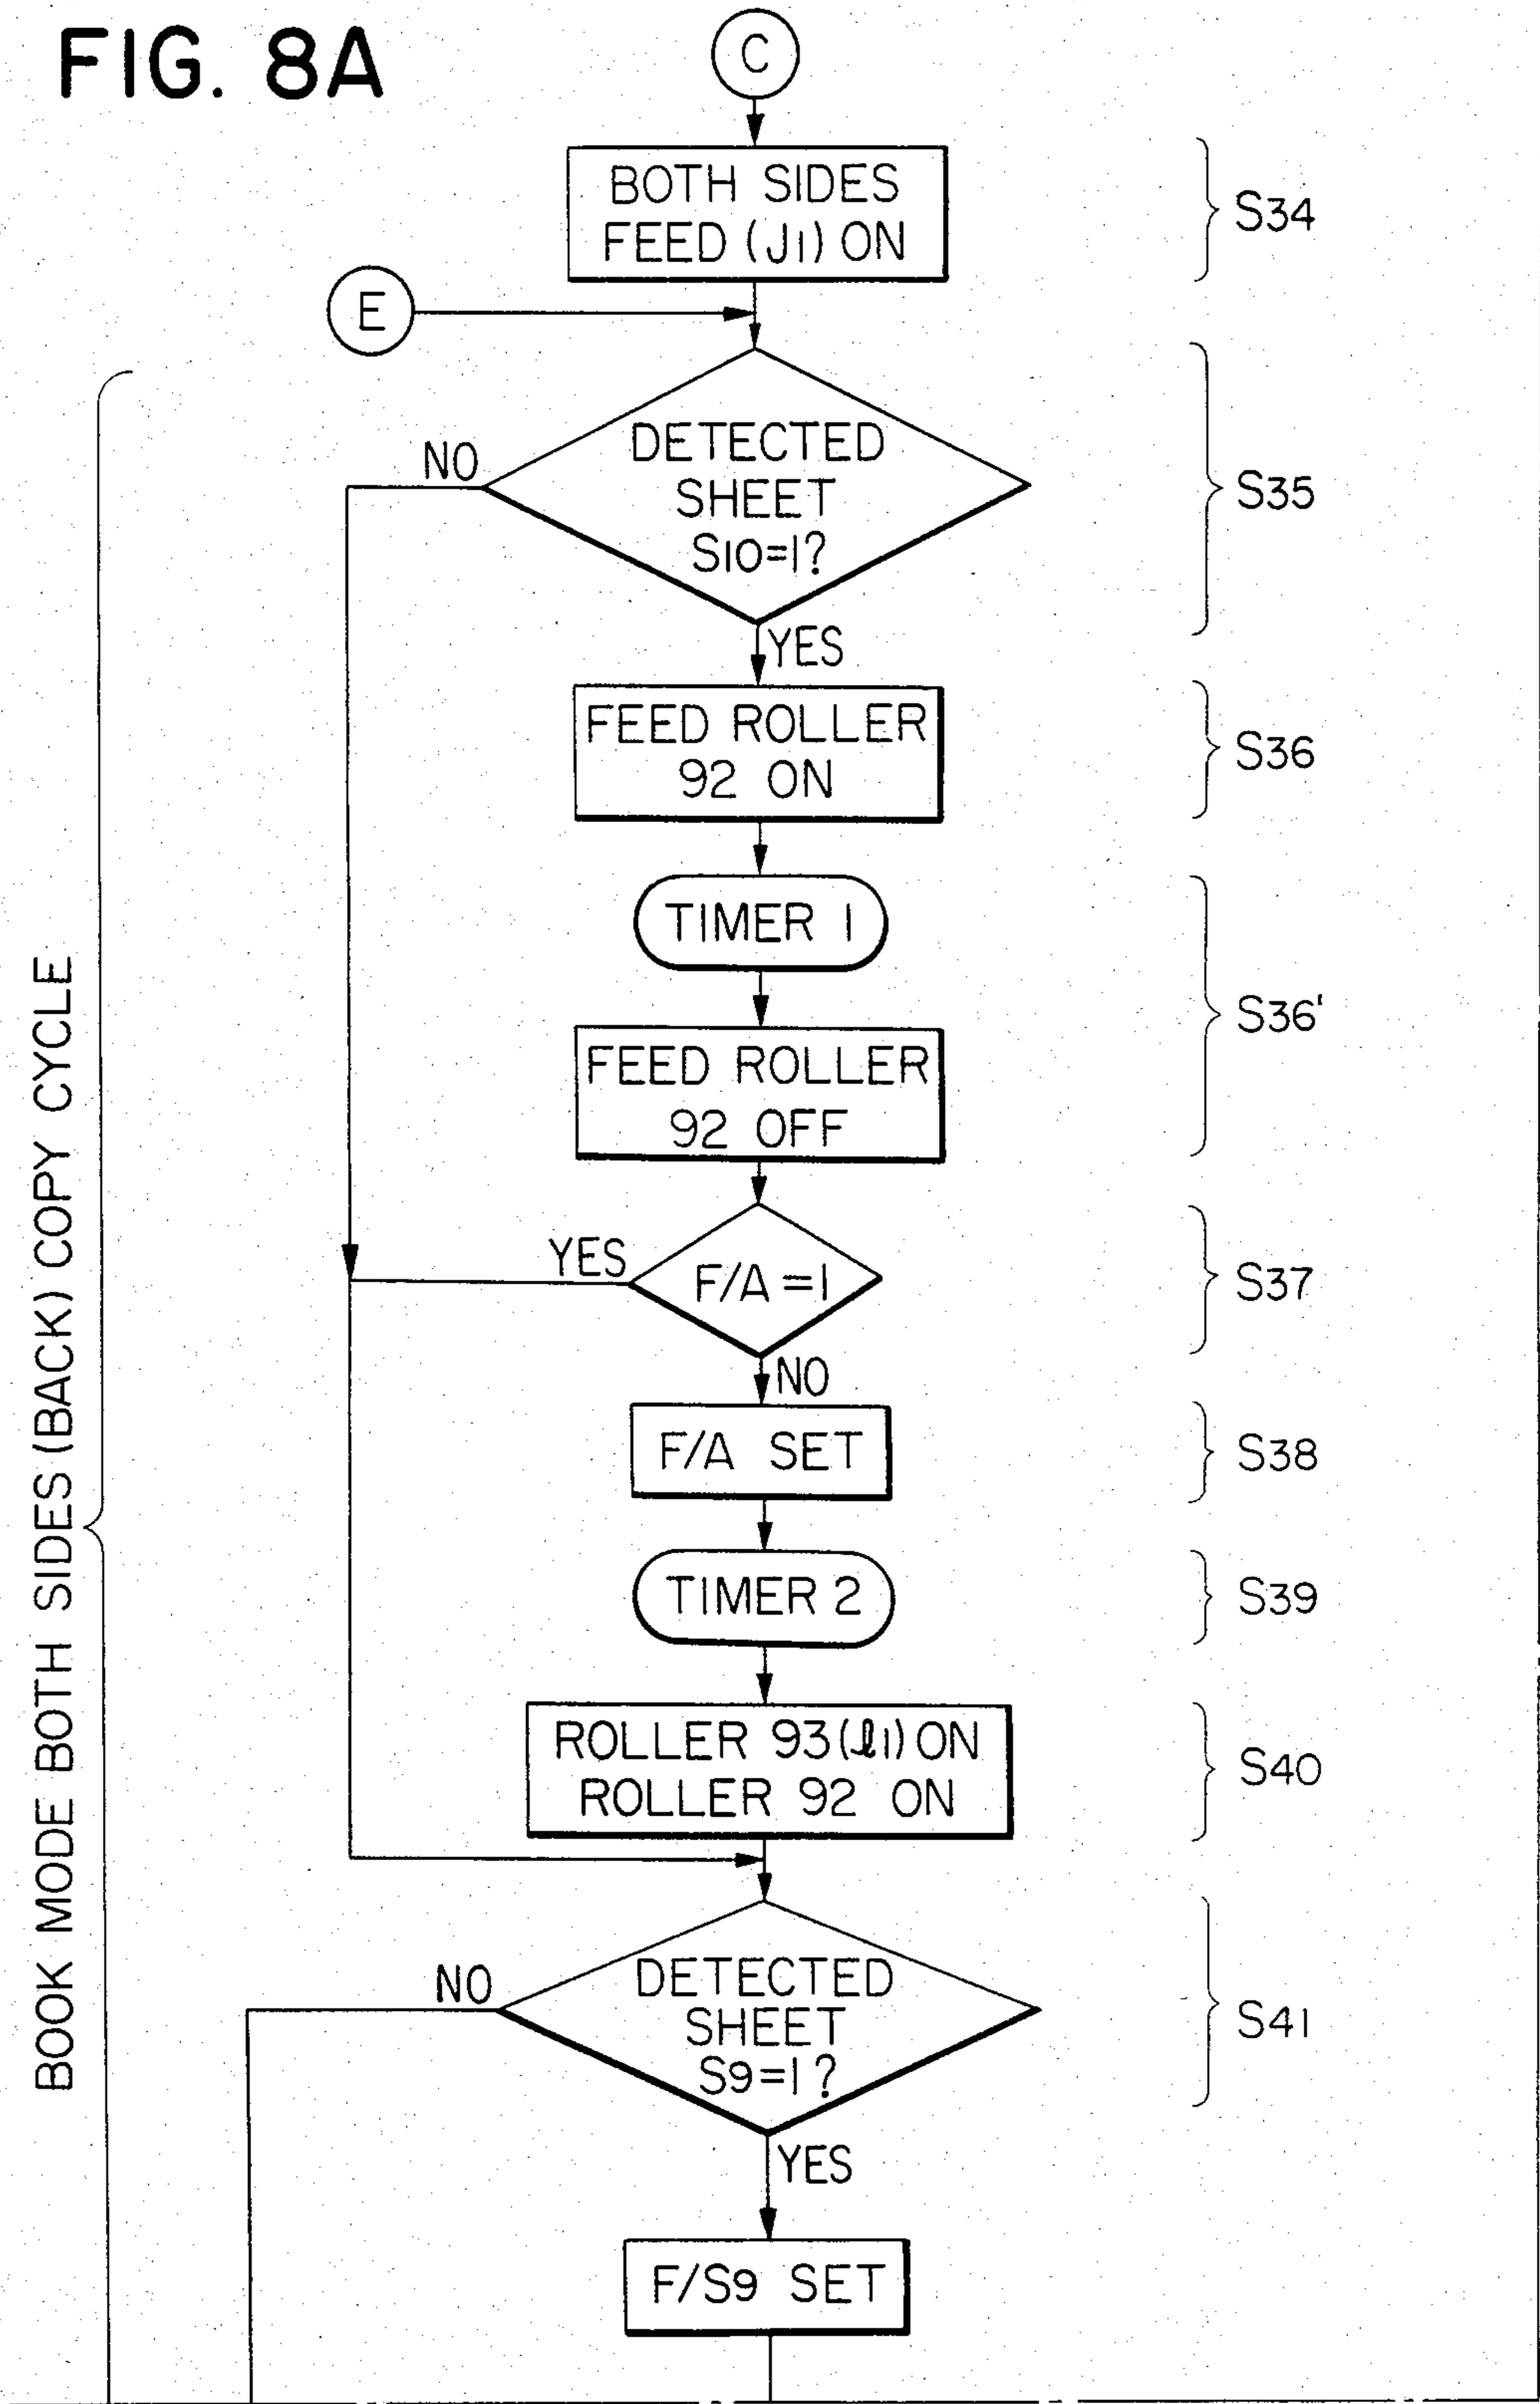 FIG. 8A
C
BOTH SIDES
FEED (J1) ON
S34
E
NO
DETECTED
SHEET
S10=1?
S35
YES
FEED ROLLER
92 ON
S36
TIMER 1
FEED ROLLER
92 OFF
S36'
YES
F/A=1
S37
NO
F/A SET
S38
TIMER 2
S39
ROLLER 93(ℓ1) ON
ROLLER 92 ON
S40
NO
DETECTED
SHEET
S9=1?
S41
YES
F/S9 SET
BOOK MODE BOTH SIDES (BACK) COPY CYCLE